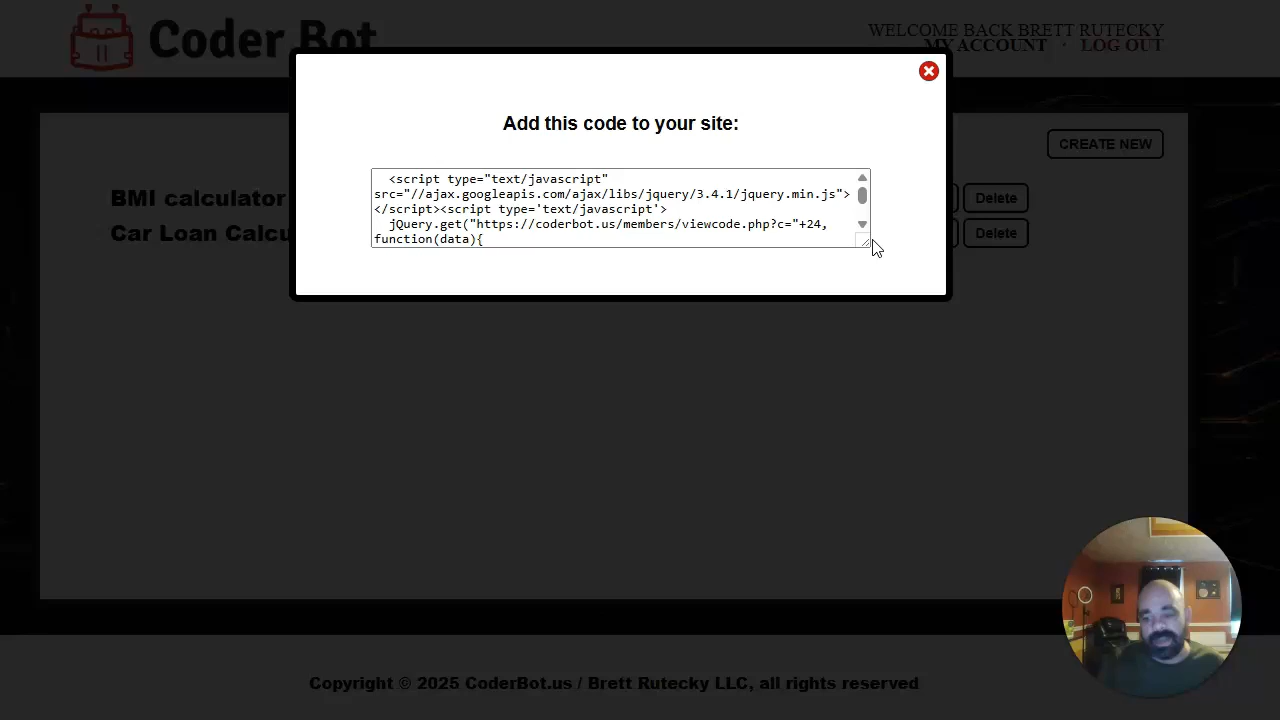 Coder Bot
WELCOME BACK BRETT RUTECKY
MY ACCOUNT · LOG OUT
Add this code to your site:
CREATE NEW
<script type="text/javascript"
src="//ajax.googleapis.com/ajax/libs/jquery/3.4.1/jquery.min.js">
</script><script type='text/javascript'>
jQuery.get("https://coderbot.us/members/viewcode.php?c="+24,
function(data){
BMI calculator
Delete
Car Loan Calcu
Delete
Copyright © 2025 CoderBot.us / Brett Rutecky LLC, all rights reserved